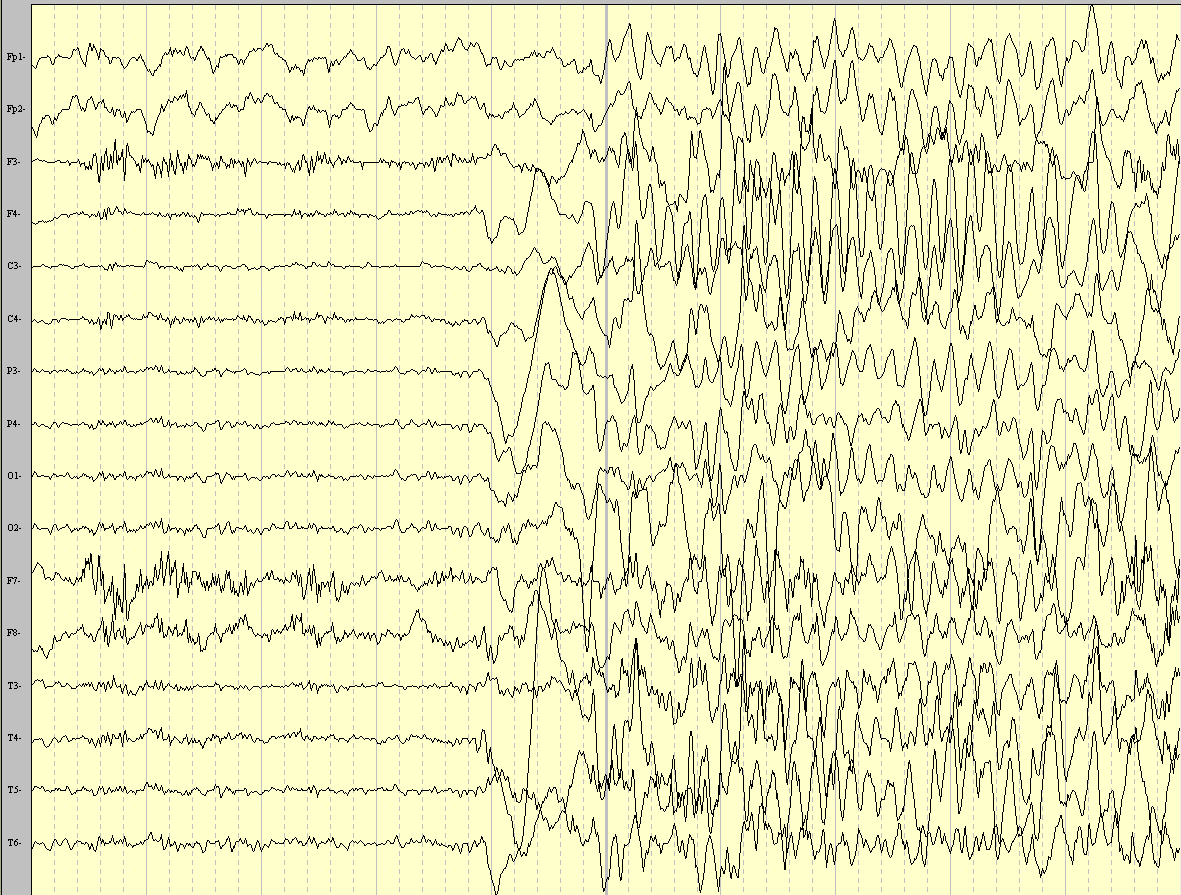 Fp1-
Fp2-
F3-
F4-
C3-
C4-
P3-
P4-
O1-
O2-
F7-
F8-
T3-
T4-
T5-
T6-